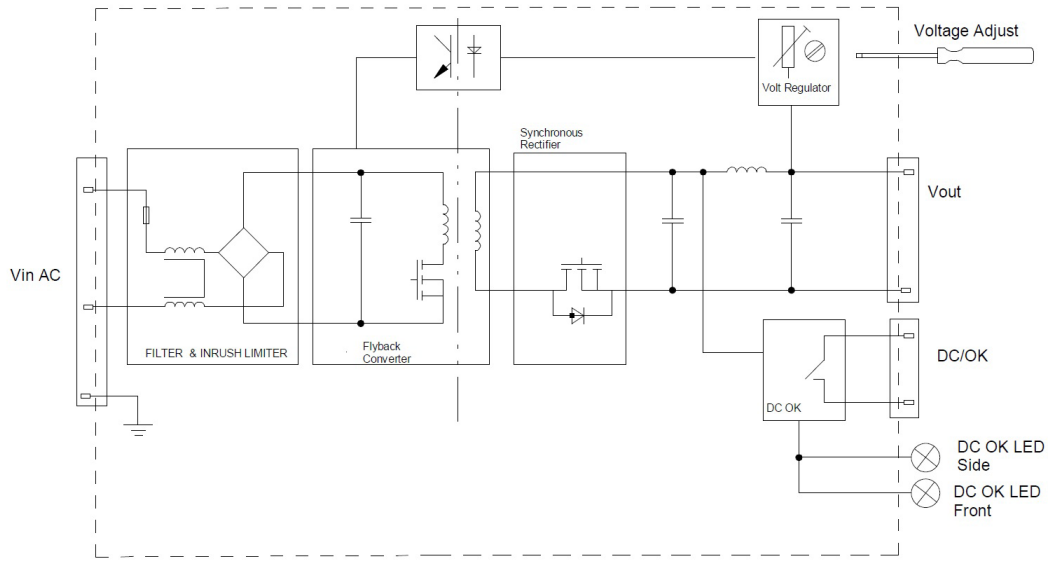 Voltage Adjust
Volt Regulator
Synchronous
Rectifier
Vout
Vin AC
FILTER & INRUSH LIMITER
Flyback
Converter
DC/OK
DC OK
DC OK LED
Side
DC OK LED
Front